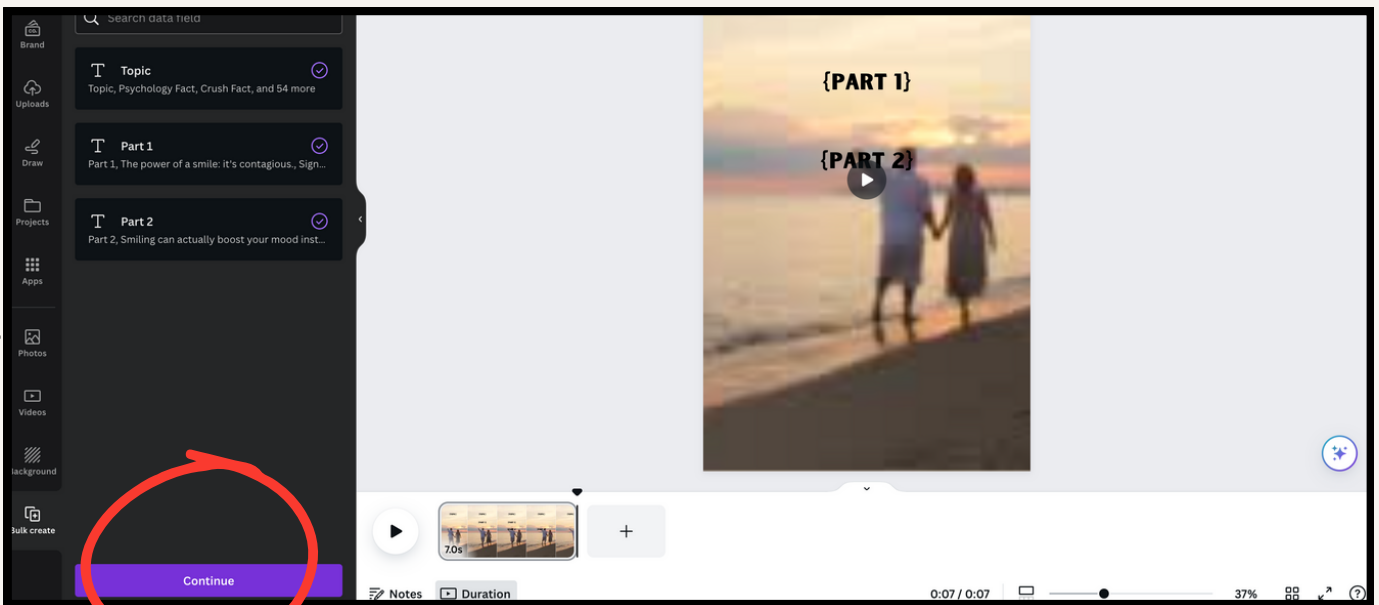 Brand
Uploads
Draw
Projects
Apps
Photos
Videos
lackground
Bulk create
Search data field
Topic
Topic, Psychology Fact, Crush Fact, and 54 more
Part 1
Part 1, The power of a smile: it's contagious., Sign...
Part 2
Part 2, Smiling can actually boost your mood inst...
Continue
{PART 1}
{PART 2}
7.0s
Notes
Duration
0:07 / 0:07
37%